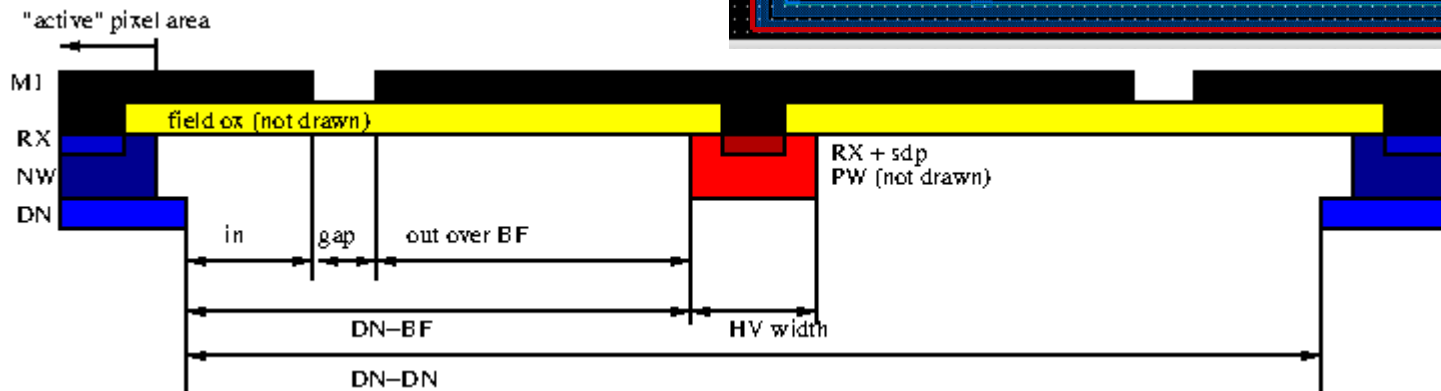 "active" pixel area
M1
field ox (not drawn)
RX
RX + sdp
NW
PW (not drawn)
DN
in
gap
out over BF
DN-BF
HV width
DN-DN